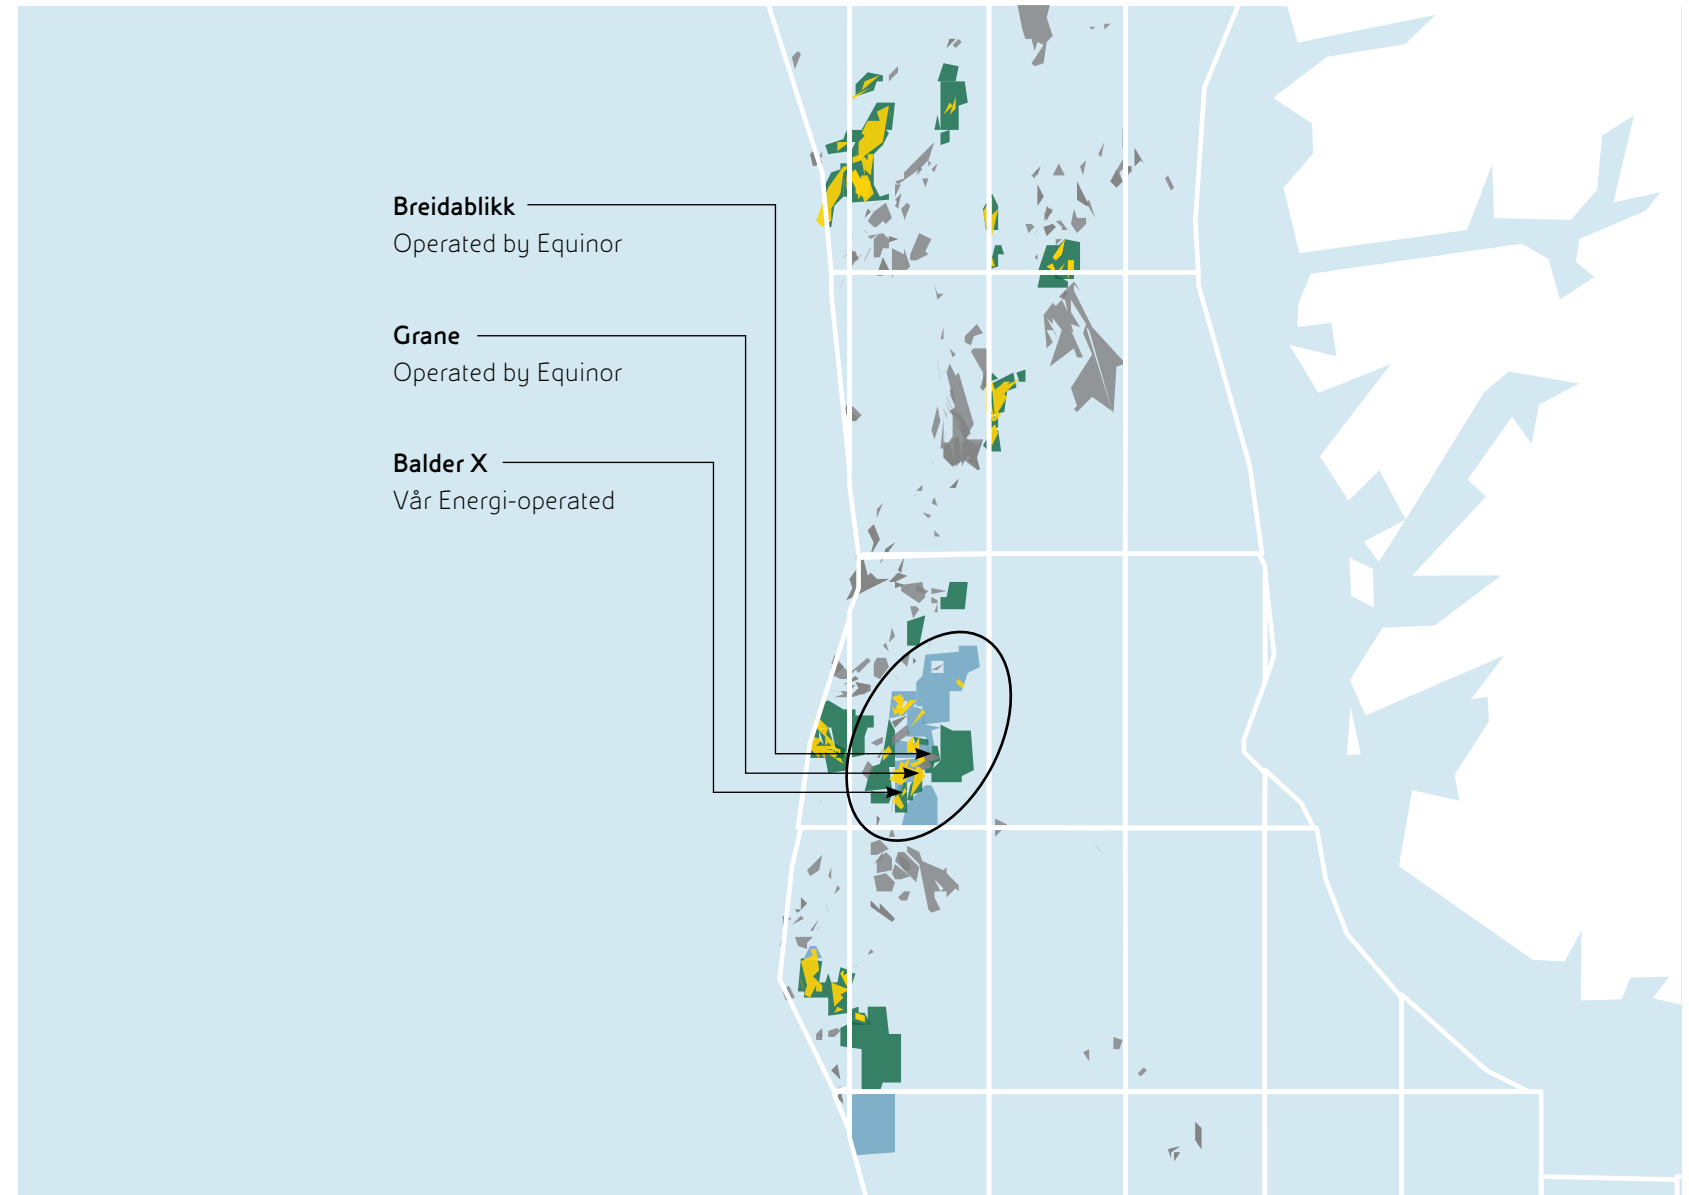 Breidablikk
Operated by Equinor
Grane
Operated by Equinor
Balder X
Vår Energi-operated